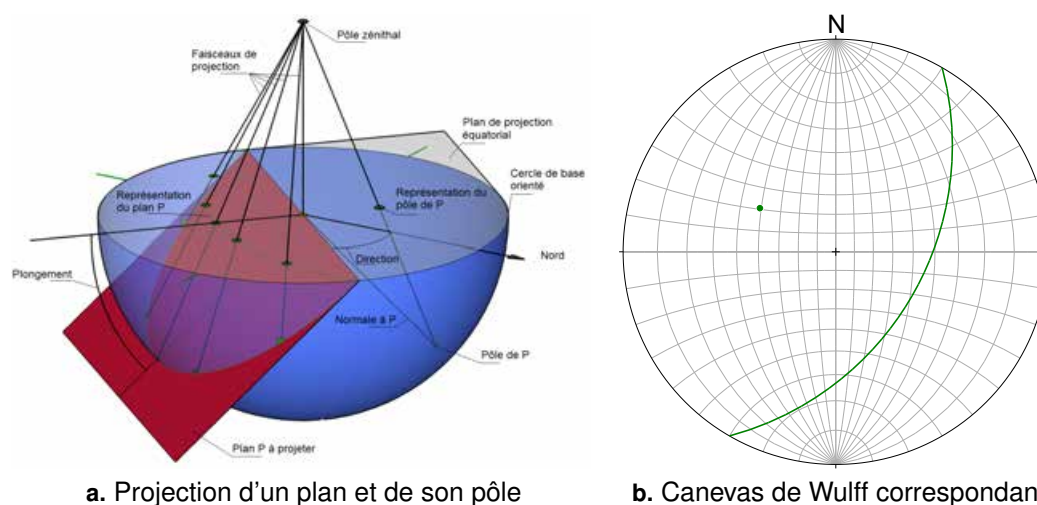 Pôle zénithal
Faisceaux de
projection
Plan de projection
équatorial
Cercle de base
orienté
Représentation
du plan P
Représentation du
pôle de P
Nord
Direction
Plongement
Normale à P
Pôle de P
Plan P à projeter
N
a. Projection d'un plan et de son pôle
b. Canevas de Wulff correspondan